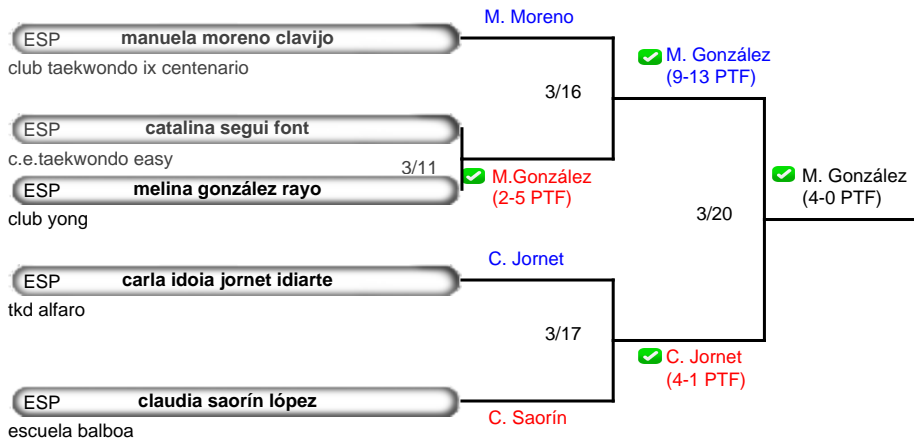 M. Moreno
ESP manuela moreno clavijo
club taekwondo ix centenario
M. González
(9-13 PTF)
3/16
ESP catalina segui font
c.e.taekwondo easy
3/11
ESP melina gonzález rayo
club yong
M.González
(2-5 PTF)
M. González
(4-0 PTF)
3/20
C. Jornet
ESP carla idoia jornet idiarte
tkd alfaro
3/17
C. Jornet
(4-1 PTF)
ESP claudia saorín lópez
C. Saorín
escuela balboa